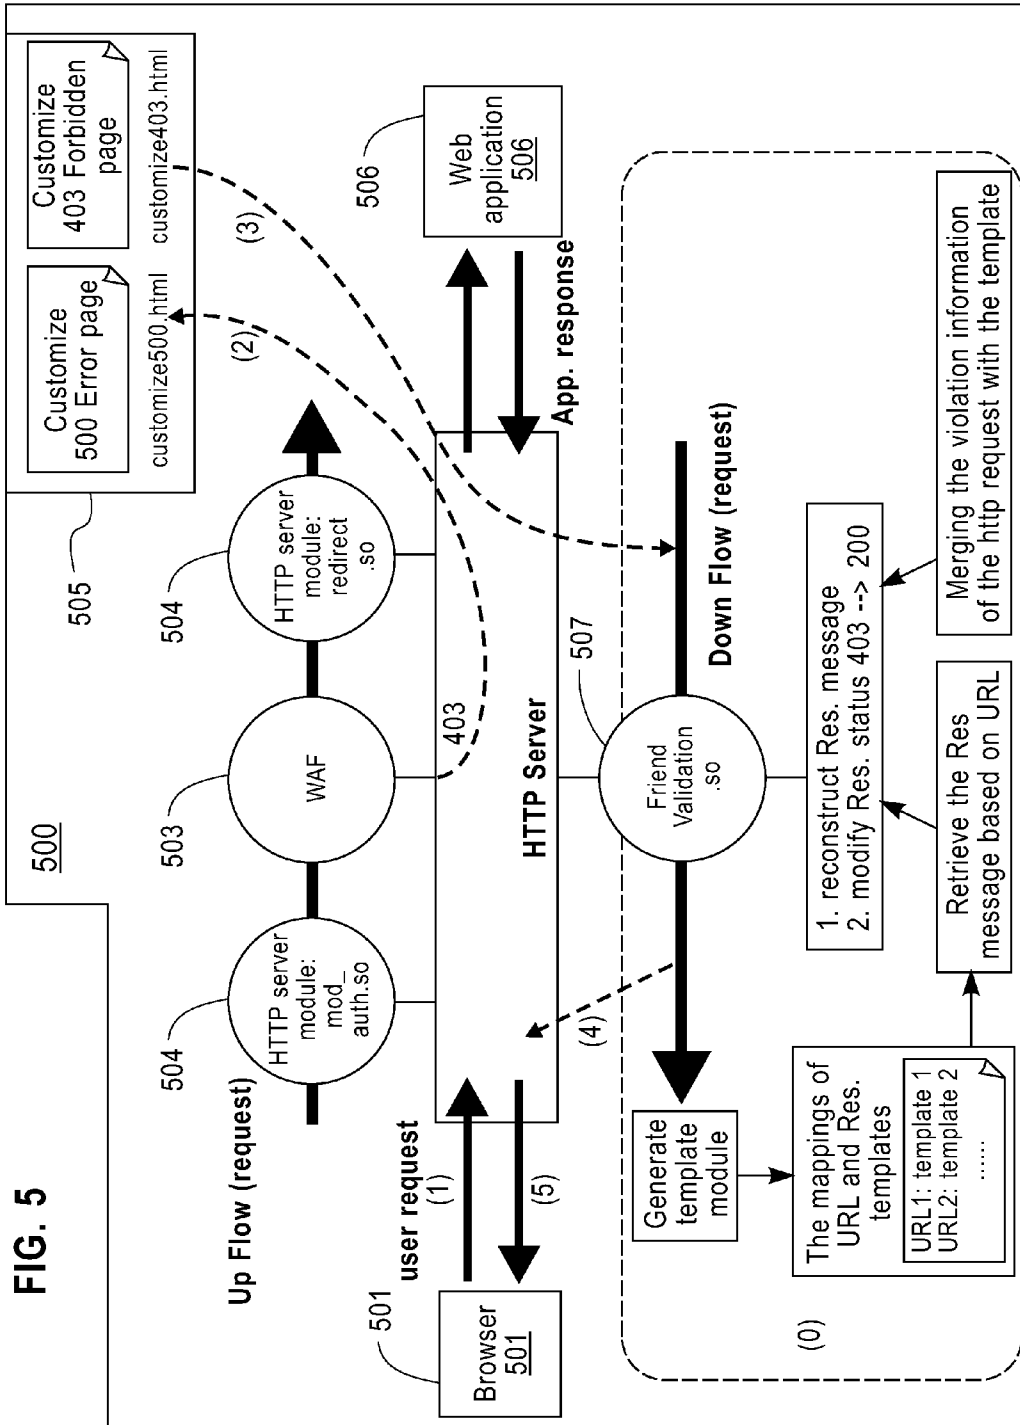 FIG. 5
500
505
Customize
500 Error page
customize500.html
Customize
403 Forbidden
page
customize403.html
Up Flow (request)
504
HTTP server
module:
mod_
auth.so
503
WAF
504
HTTP server
module:
redirect
.so
(2)
(3)
501
Browser
501
user request
(1)
(5)
403
HTTP Server
506
Web
application
506
App. response
(4)
507
Friend
Validation
.so
Down Flow (request)
(0)
Generate
template
module
The mappings of
URL and Res.
templates
URL1: template 1
URL2: template 2
......
1. reconstruct Res. message
2. modify Res. status 403 --> 200
Retrieve the Res
message based on URL
Merging the violation information
of the http request with the template